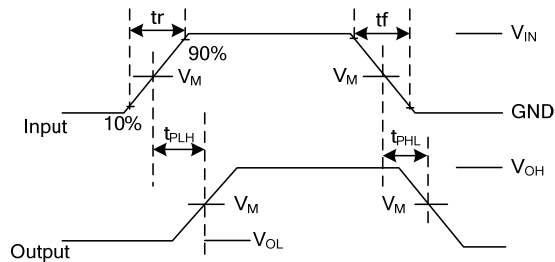 tr
tf
V_IN
90%
V_M
V_M
10%
GND
Input
t_PLH
t_PHL
V_OH
V_M
V_M
V_OL
Output